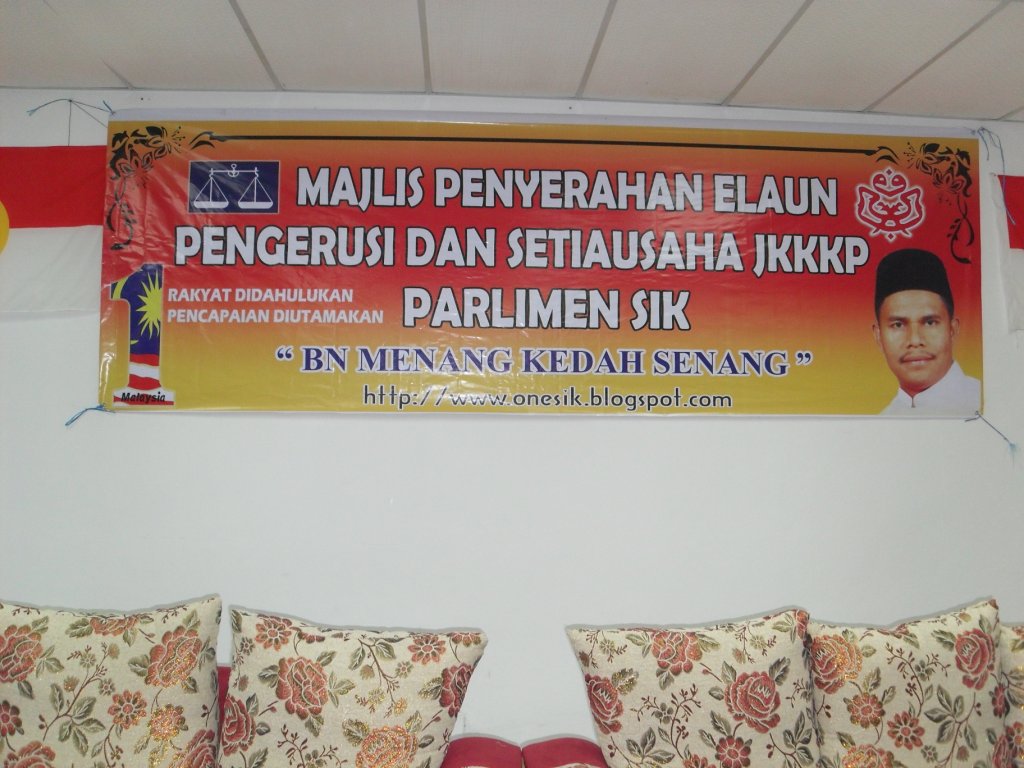 MAJLIS PENYERAHAN ELAUN
PENGERUSI DAN SETIAUSAHA JKKKP
PARLIMEN SIK
1
Malaysia
RAKYAT DIDAHULUKAN
PENCAPAIAN DIUTAMAKAN
“ BN MENANG KEDAH SENANG ”
http://www.onesik.blogspot.com